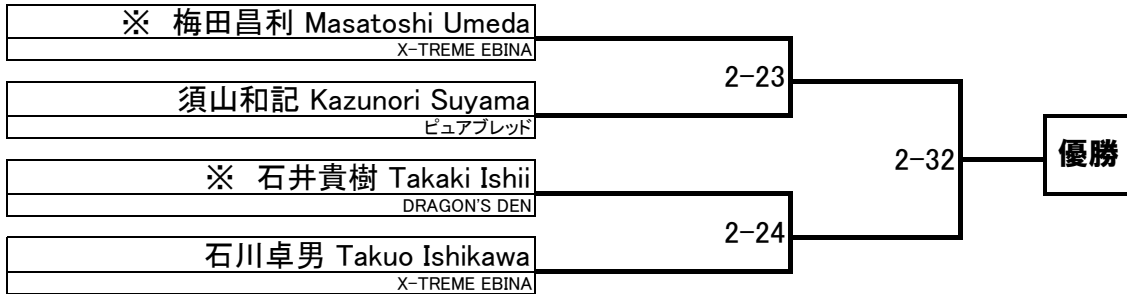 ※ 梅田昌利 Masatoshi Umeda
X-TREME EBINA
2-23
須山和記 Kazunori Suyama
ピュアブレッド
2-32
優勝
※ 石井貴樹 Takaki Ishii
DRAGON'S DEN
2-24
石川卓男 Takuo Ishikawa
X-TREME EBINA